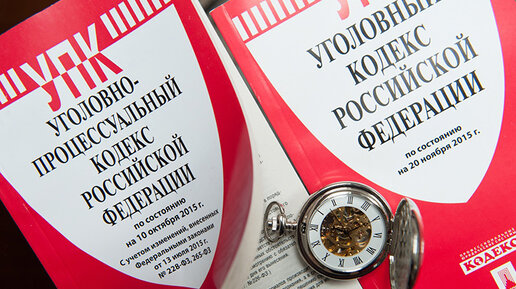 УПК
УГОЛОВНО-
ПРОЦЕССУАЛЬНЫЙ
КОДЕКС
РОССИЙСКОЙ
ФЕДЕРАЦИИ
по состоянию
на 10 октября 2015 г.
С учетом изменений, внесенных
Федеральными законами
от 13 июля 2015 г.
№ 228-ФЗ, 265-ФЗ
УГОЛОВНЫЙ
КОДЕКС
РОССИЙСКОЙ
ФЕДЕРАЦИИ
по состоянию
на 20 ноября 2015 г.
КОДЕКС